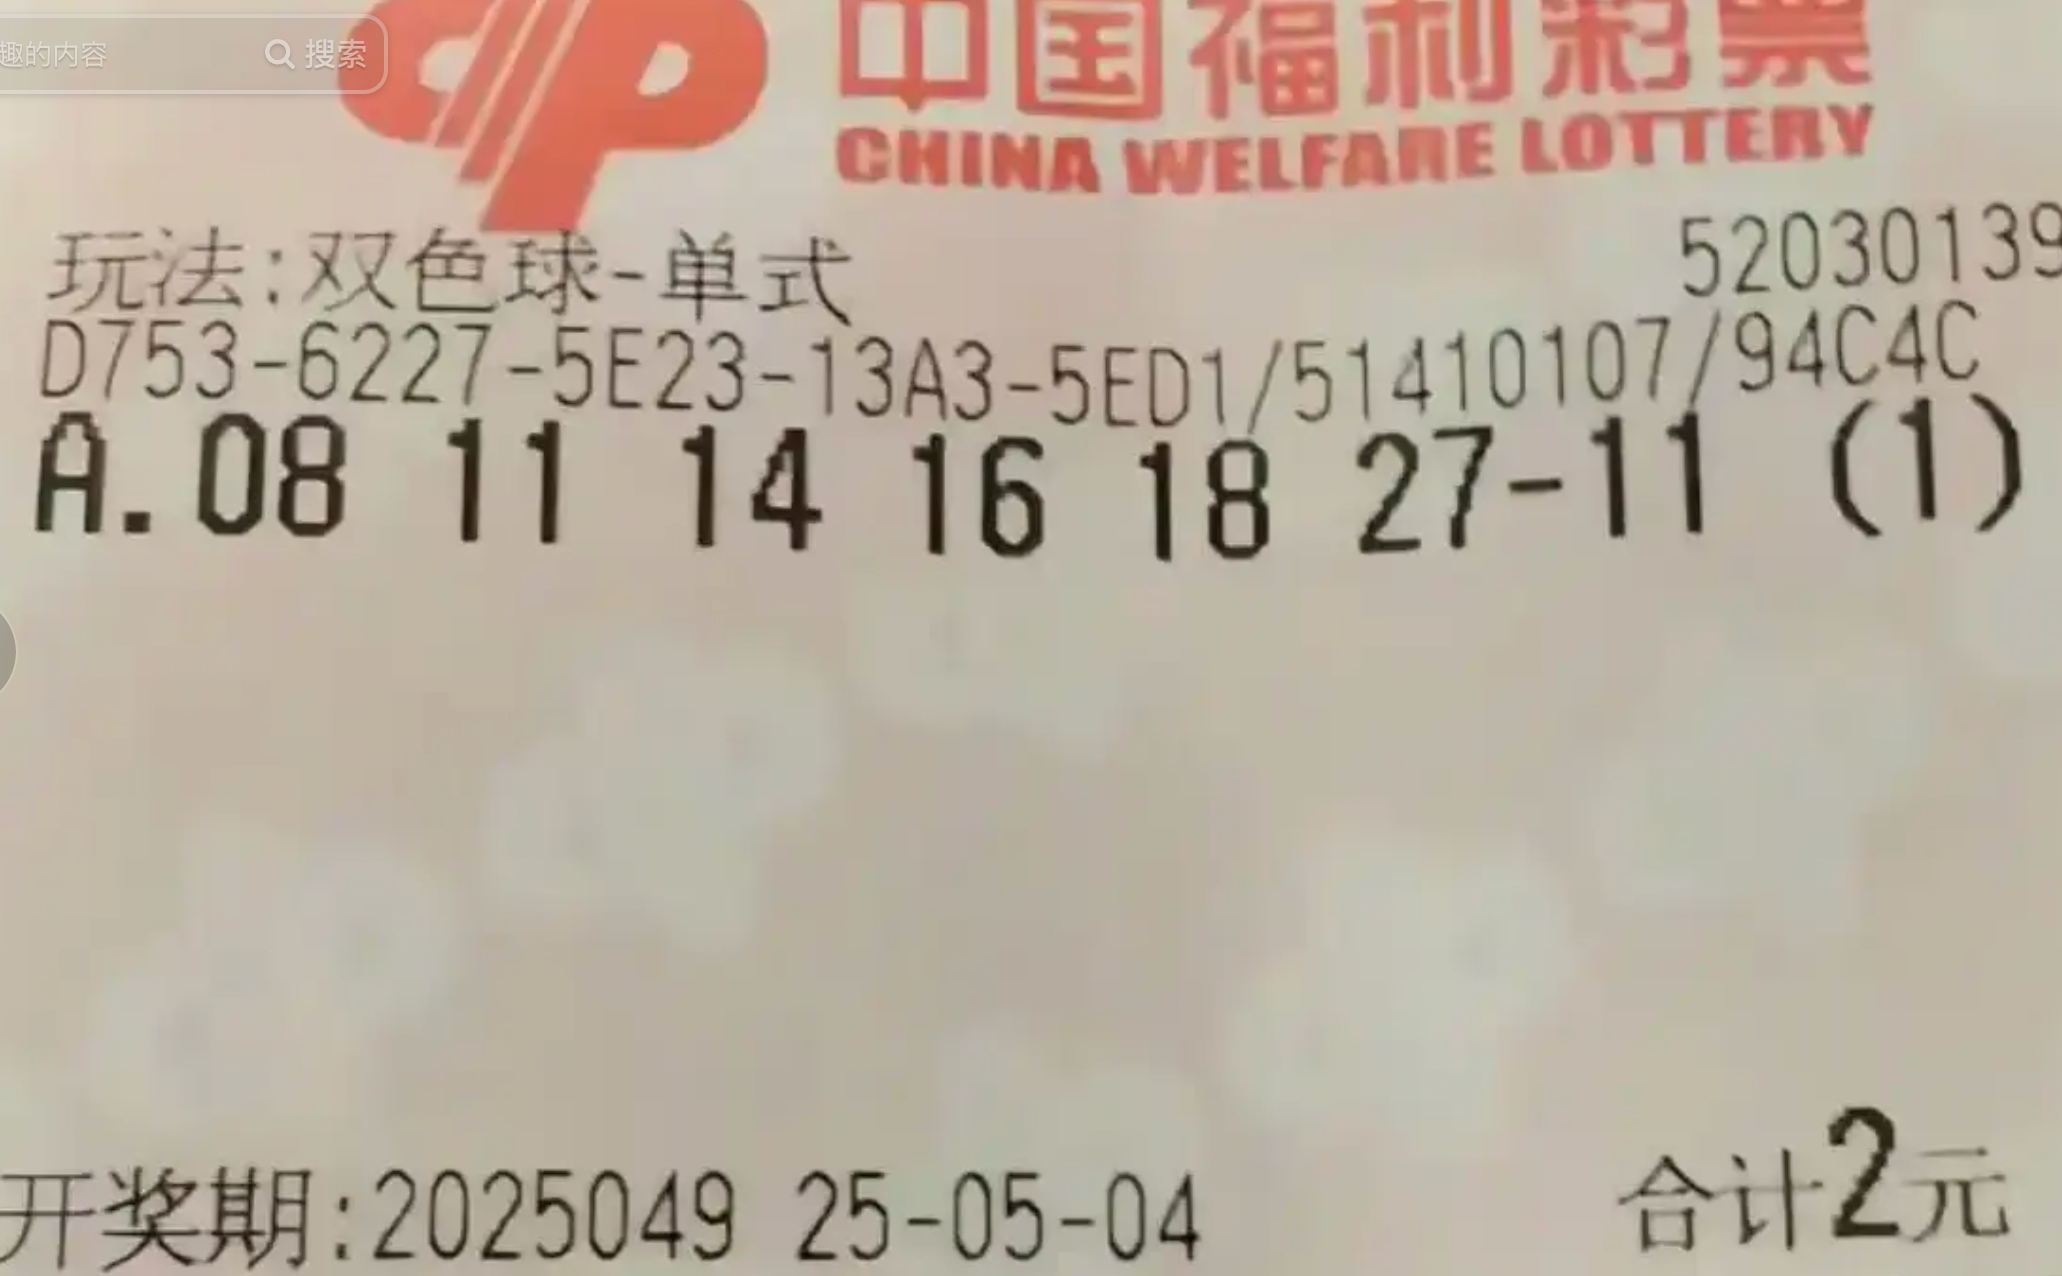 趣的内容 搜索
中国福利彩票
CHINA WELFARE LOTTERY
玩法:双色球-单式 52030139
D753-6227-5E23-13A3-5ED1/51410107/94C4C
A.08 11 14 16 18 27-11 (1)
开奖期:2025049 25-05-04 合计2元